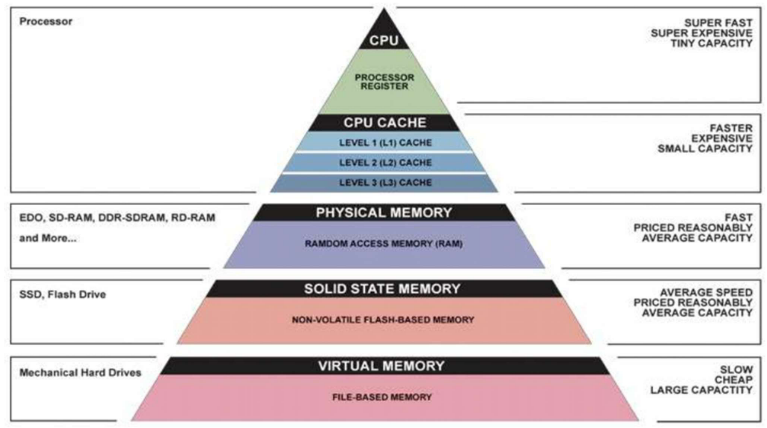 Processor
CPU
PROCESSOR
REGISTER
SUPER FAST
SUPER EXPENSIVE
TINY CAPACITY
CPU CACHE
LEVEL 1 (L1) CACHE
LEVEL 2 (L2) CACHE
LEVEL 3 (L3) CACHE
FASTER
EXPENSIVE
SMALL CAPACITY
EDO, SD-RAM, DDR-SDRAM, RD-RAM
and More...
PHYSICAL MEMORY
RAMDOM ACCESS MEMORY (RAM)
FAST
PRICED REASONABLY
AVERAGE CAPACITY
SSD, Flash Drive
SOLID STATE MEMORY
NON-VOLATILE FLASH-BASED MEMORY
AVERAGE SPEED
PRICED REASONABLY
AVERAGE CAPACITY
Mechanical Hard Drives
VIRTUAL MEMORY
FILE-BASED MEMORY
SLOW
CHEAP
LARGE CAPACTITY